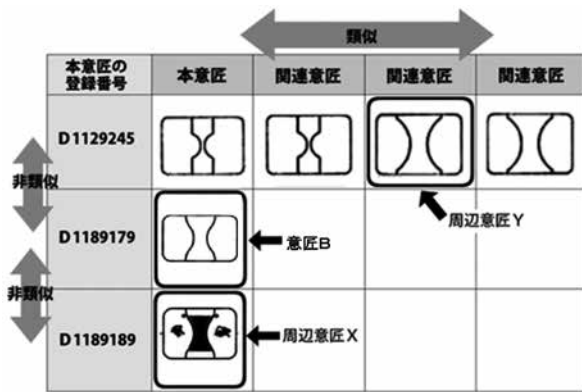 類似
本意匠の
登録番号
本意匠
関連意匠
関連意匠
関連意匠
D1129245
非類似
周辺意匠Y
D1189179
意匠B
非類似
D1189189
周辺意匠X